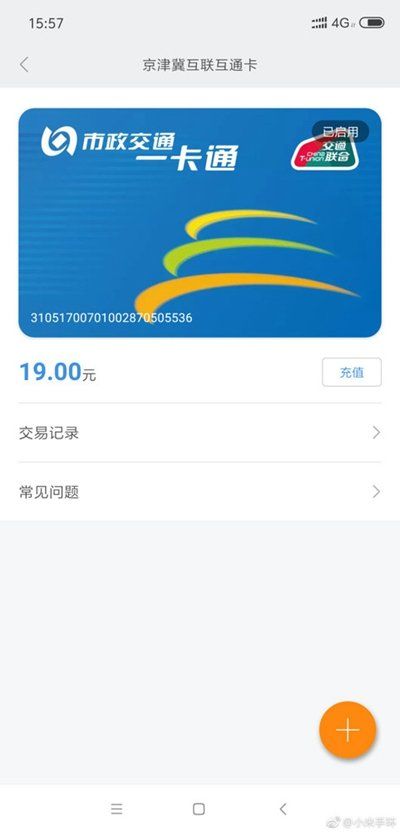 15:57
4G
京津冀互联互通卡
已启用
市政交通
一卡通
交通
联合
CHINA
T-UNION
31051700701002870505536
19.00元
充值
交易记录
常见问题
@小米手环